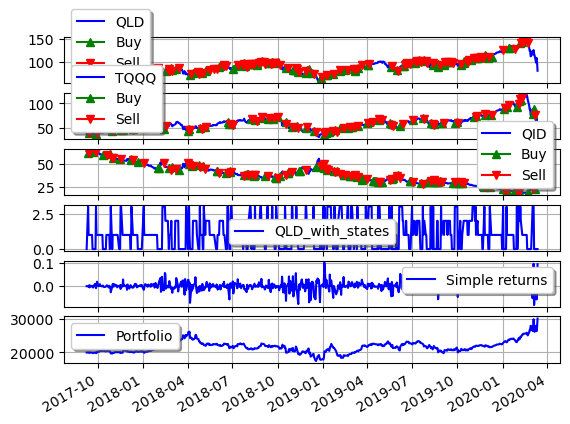 QLD
Buy
Sell
150
100
TQQQ
Buy
Sell
100
50
QID
Buy
Sell
50
25
QLD_with_states
2.5
0.0
Simple returns
0.1
0.0
Portfolio
30000
20000
2017-10 2018-01 2018-04 2018-07 2018-10 2019-01 2019-04 2019-07 2019-10 2020-01 2020-04